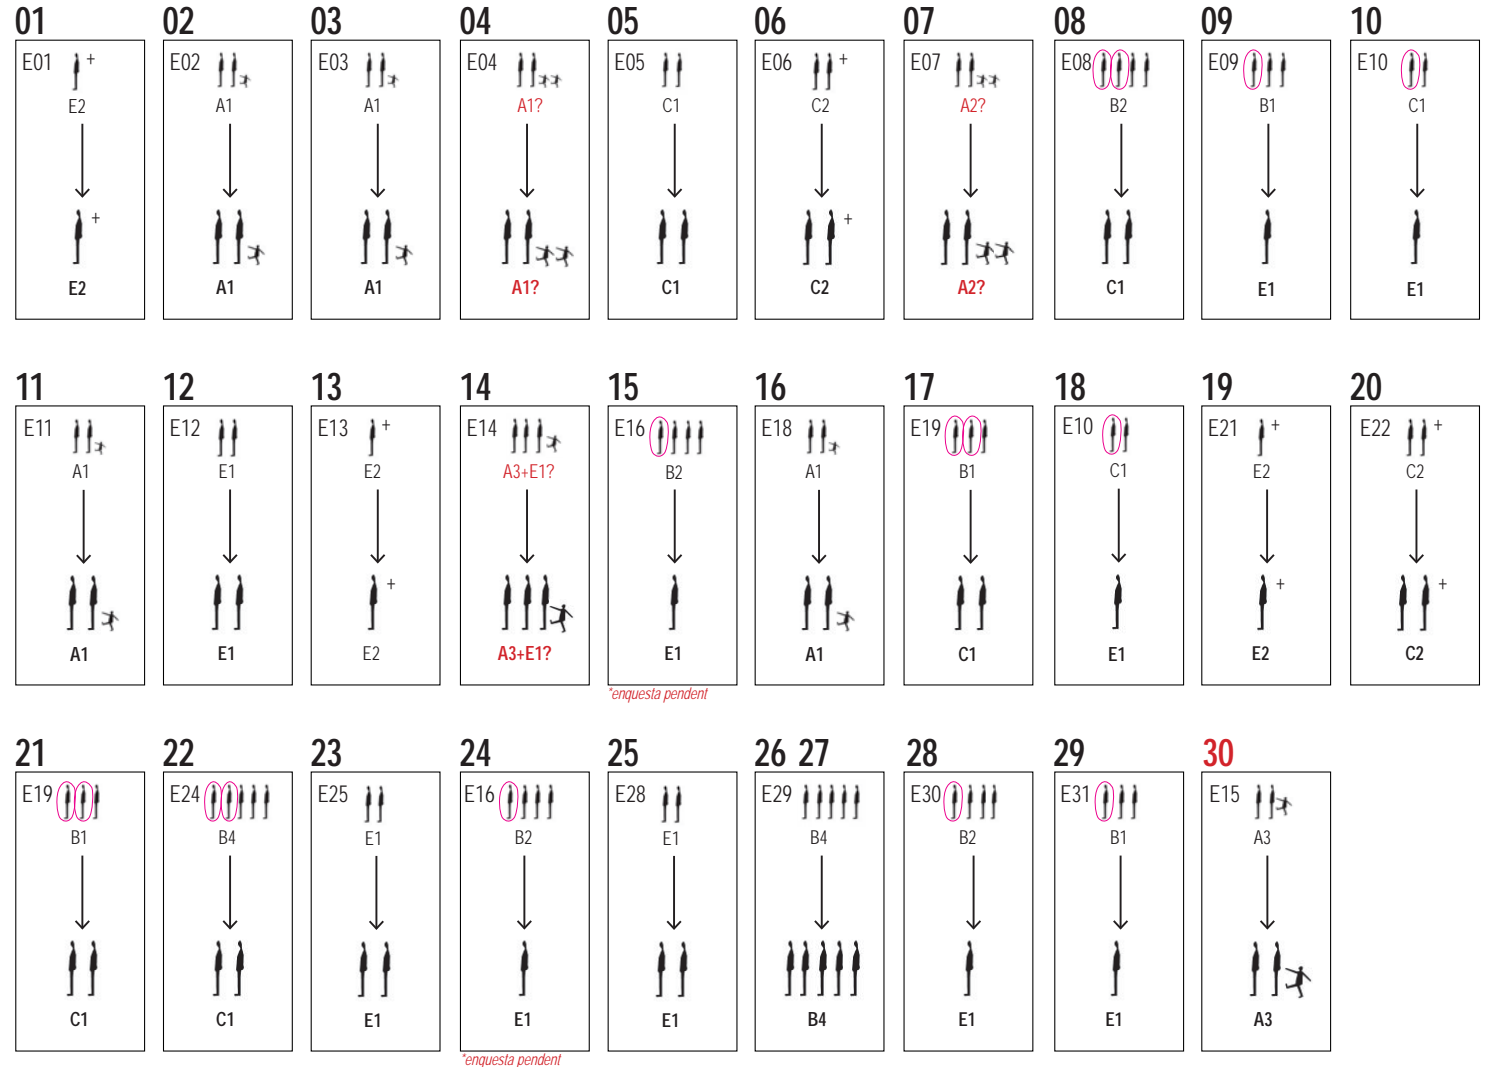 01 02 03 04 05 06 07 08 09 10
E01 + E02 E03 E04 E05 E06 + E07 E08 E09 E10
E2 A1 A1 A1? C1 C2 A2? B2 B1 C1
+ +
E2 A1 A1 A1? C1 C2 A2? C1 E1 E1
11 12 13 14 15 16 17 18 19 20
E11 E12 E13 + E14 E16 E18 E19 E10 E21 + E22 +
A1 E1 E2 A3+E1? B2 A1 B1 C1 E2 C2
+ + +
A1 E1 E2 A3+E1? E1 A1 C1 E1 E2 C2
*enquesta pendent
21 22 23 24 25 26 27 28 29 30
E19 E24 E25 E16 E28 E29 E30 E31 E15
B1 B4 E1 B2 E1 B4 B2 B1 A3
C1 C1 E1 E1 E1 B4 E1 E1 A3
*enquesta pendent